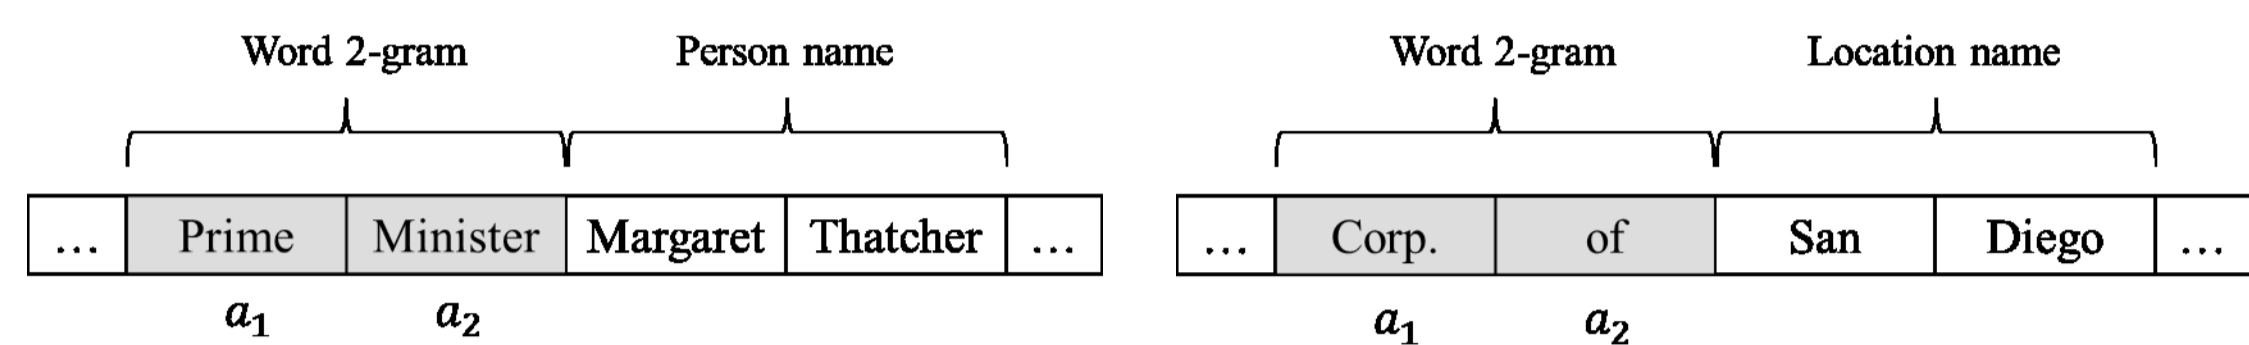 Word 2-gram Person name Word 2-gram Location name
... Prime Minister Margaret Thatcher ... ... Corp. of San Diego ...
a₁ a₂ a₁ a₂